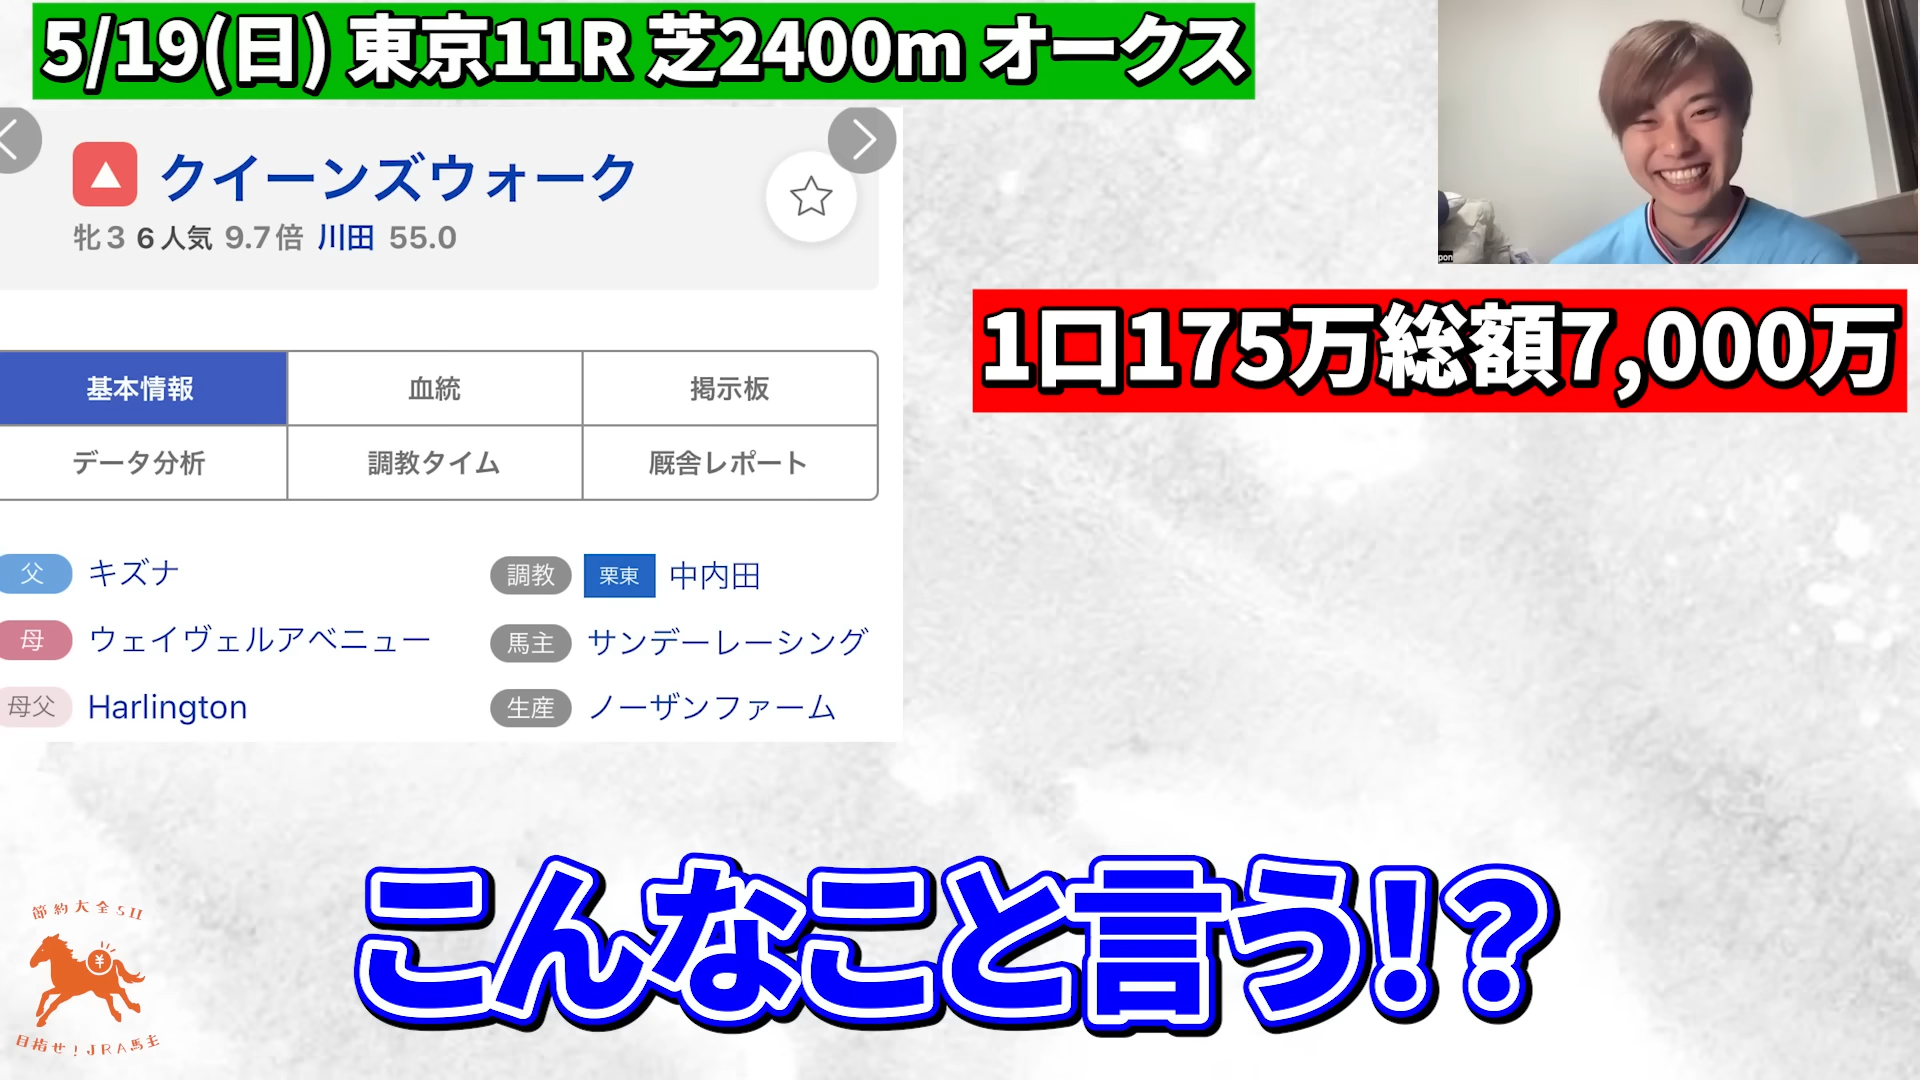 5/19(日) 東京11R 芝2400m オークス
クイーンズウォーク
牝3 6人気 9.7倍 川田 55.0
1口175万総額7,000万
基本情報 血統 掲示板
データ分析 調教タイム 厩舎レポート
父 キズナ 調教 栗東 中内田
母 ウェイヴェルアベニュー 馬主 サンデーレーシング
母父 Harlington 生産 ノーザンファーム
こんなこと言う!?
節約大全SII
¥
目指せ!JRA馬主
pon